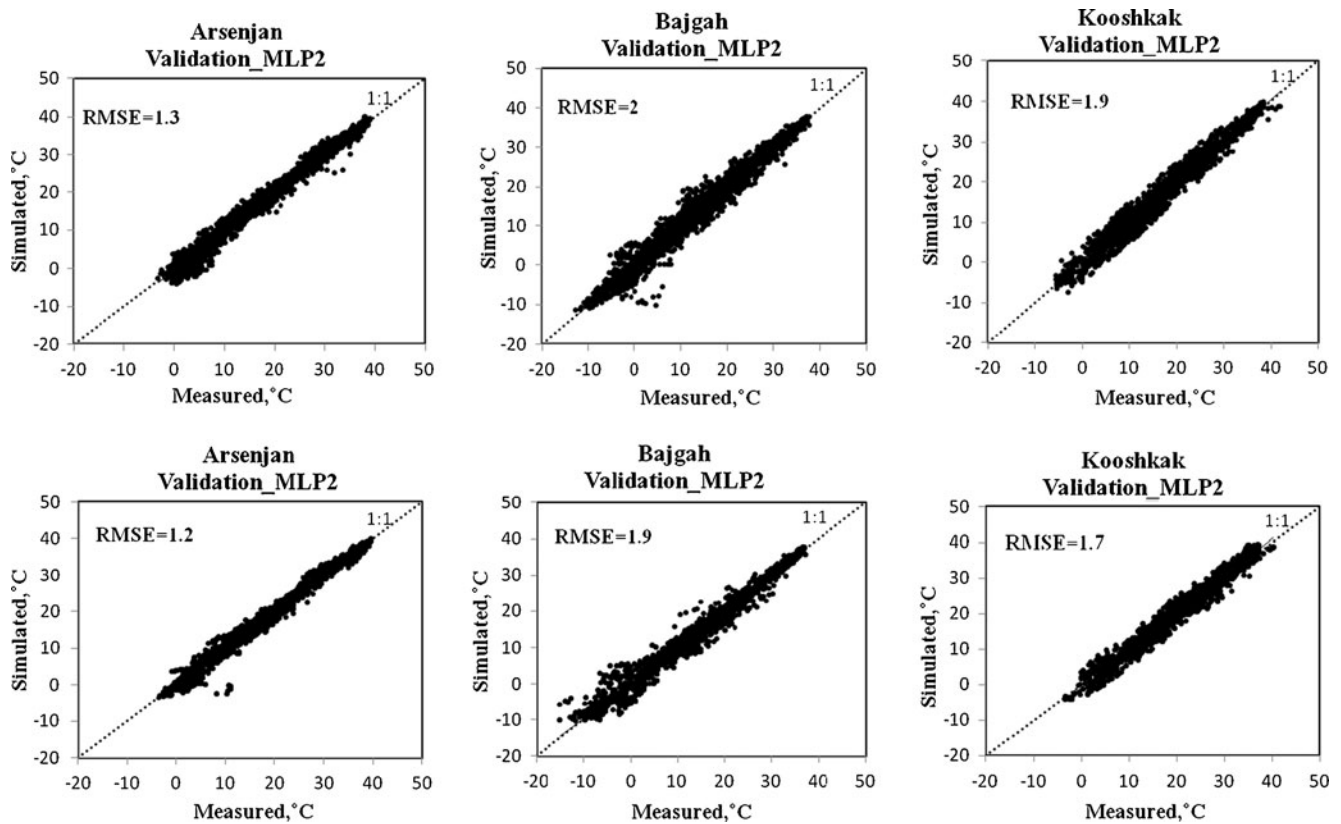 Arsenjan
Validation_MLP2
50
40
30
20
10
0
-10
-20
-20 -10 0 10 20 30 40 50
Simulated,°C
Measured,°C
RMSE=1.3
1:1
Bajgah
Validation_MLP2
50
40
30
20
10
0
-10
-20
-20 -10 0 10 20 30 40 50
Simulated,°C
Measured,°C
RMSE=2
1:1
Kooshkak
Validation_MLP2
50
40
30
20
10
0
-10
-20
-20 -10 0 10 20 30 40 50
Simulated,°C
Measured,°C
RMSE=1.9
1:1
Arsenjan
Validation_MLP2
50
40
30
20
10
0
-10
-20
-20 -10 0 10 20 30 40 50
Simulated,°C
Measured,°C
RMSE=1.2
1:1
Bajgah
Validation_MLP2
50
40
30
20
10
0
-10
-20
-20 -10 0 10 20 30 40 50
Simulated,°C
Measured,°C
RMSE=1.9
1:1
Kooshkak
Validation_MLP2
50
40
30
20
10
0
-10
-20
-20 -10 0 10 20 30 40 50
Simulated,°C
Measured,°C
RMSE=1.7
1:1